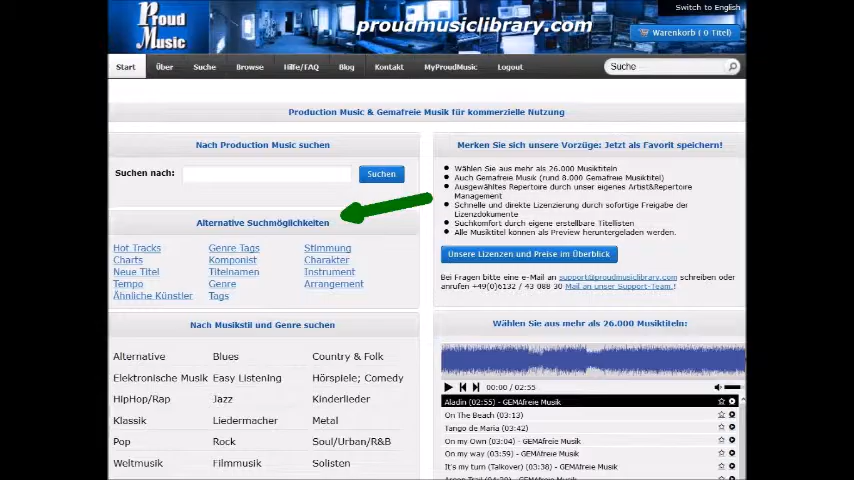 Switch to English
Proud
Music
proudmusiclibrary.com
Warenkorb ( 0 Titel)
Start Über Suche Browse Hilfe/FAQ Blog Kontakt MyProudMusic Logout Suche
Production Music & Gemafreie Musik für kommerzielle Nutzung
Nach Production Music suchen
Suchen nach: Suchen
Alternative Suchmöglichkeiten
Hot Tracks Genre Tags Stimmung
Charts Komponist Charakter
Neue Titel Titelnamen Instrument
Tempo Genre Arrangement
Ähnliche Künstler Tags
Nach Musikstil und Genre suchen
Alternative Blues Country & Folk
Elektronische Musik Easy Listening Hörspiele; Comedy
HipHop/Rap Jazz Kinderlieder
Klassik Liedermacher Metal
Pop Rock Soul/Urban/R&B
Weltmusik Filmmusik Solisten
Merken Sie sich unsere Vorzüge: Jetzt als Favorit speichern!
Wählen Sie aus mehr als 26.000 Musiktiteln
Auch Gemafreie Musik (rund 8.000 Gemafreie Musiktitel)
Ausgewähltes Repertoire durch unser eigenes Artist&Repertoire
Management
Schnelle und direkte Lizenzierung durch sofortige Freigabe der
Lizenzdokumente
Suchkomfort durch eigene erstellbare Titellisten
Alle Musiktitel können als Preview heruntergeladen werden.
Unsere Lizenzen und Preise im Überblick
Bei Fragen bitte eine e-Mail an support@proudmusiclibrary.com schreiben oder
anrufen +49(0)6132 / 43 088 30 Mail an unser Support-Team.!
Wählen Sie aus mehr als 26.000 Musiktiteln:
00:00 / 02:55
Aladin (02:55) - GEMAfreie Musik
On The Beach (03:13)
Tango de Maria (03:42)
On my Own (03:04) - GEMAfreie Musik
On my way (03:59) - GEMAfreie Musik
It's my turn (Talkover) (03:38) - GEMAfreie Musik